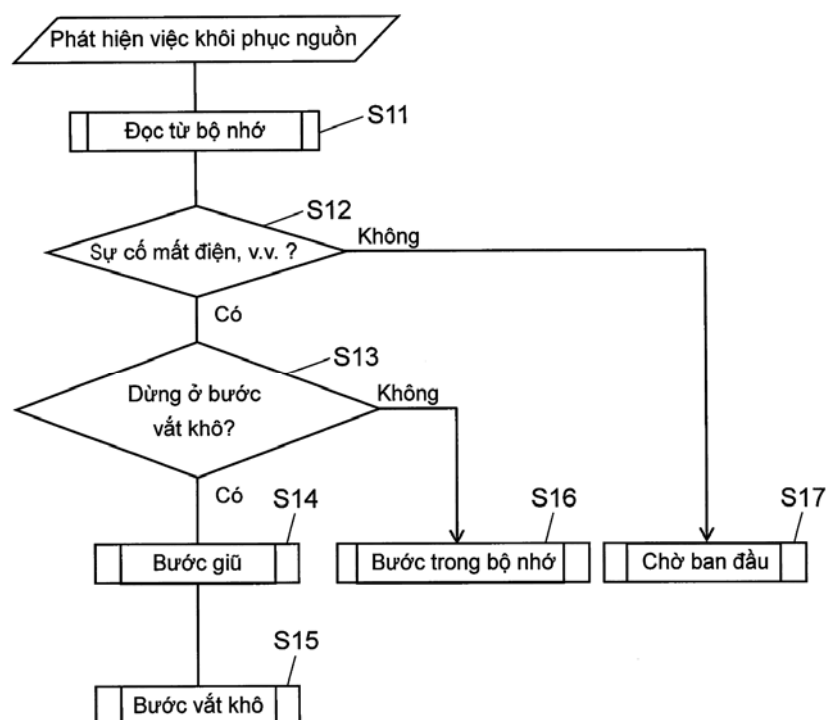 Phát hiện việc khôi phục nguồn
S11
Đọc từ bộ nhớ
S12
Sự cố mất điện, v.v. ?
Không
Có
S13
Dừng ở bước
vắt khô?
Không
Có
S14
S16
S17
Bước giũ
Bước trong bộ nhớ
Chờ ban đầu
S15
Bước vắt khô